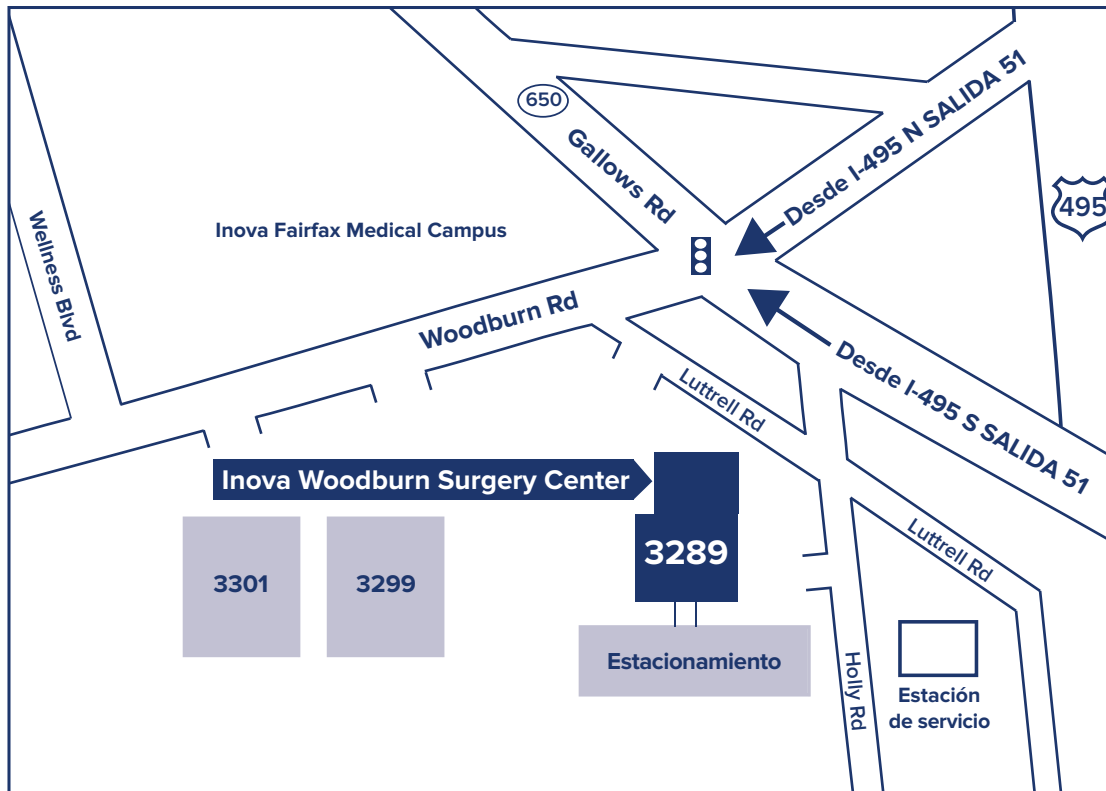 650
Gallows Rd
Desde I-495 N SALIDA 51
495
Wellness Blvd
Inova Fairfax Medical Campus
Woodburn Rd
Desde I-495 S SALIDA 51
Luttrell Rd
Inova Woodburn Surgery Center
3289
3301
3299
Luttrell Rd
Estacionamiento
Holly Rd
Estación
de servicio